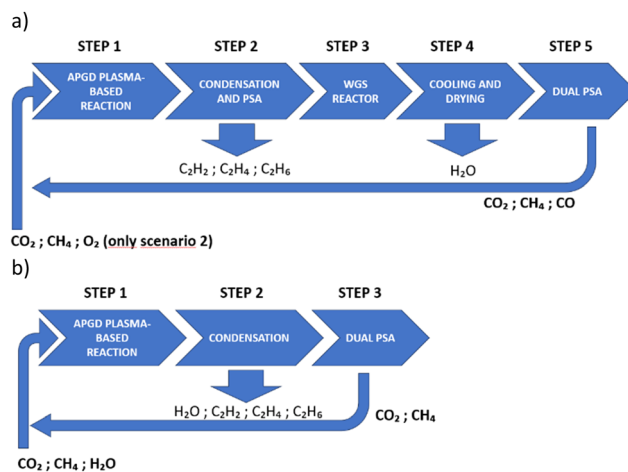 a)
STEP 1 STEP 2 STEP 3 STEP 4 STEP 5
APGD PLASMA-BASED REACTION
CONDENSATION AND PSA
WGS REACTOR
COOLING AND DRYING
DUAL PSA
C₂H₂ ; C₂H₄ ; C₂H₆
H₂O
CO₂ ; CH₄ ; CO
CO₂ ; CH₄ ; O₂ (only scenario 2)
b)
STEP 1 STEP 2 STEP 3
APGD PLASMA-BASED REACTION
CONDENSATION
DUAL PSA
H₂O ; C₂H₂ ; C₂H₄ ; C₂H₆
CO₂ ; CH₄
CO₂ ; CH₄ ; H₂O